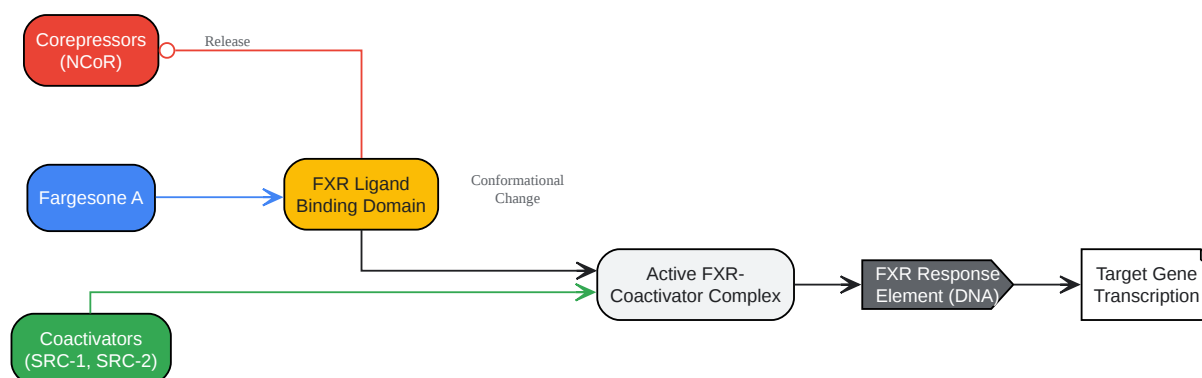 Corepressors
(NCoR)
Release
Fargesone A
FXR Ligand
Binding Domain
Conformational
Change
Coactivators
(SRC-1, SRC-2)
Active FXR-
Coactivator Complex
FXR Response
Element (DNA)
Target Gene
Transcription